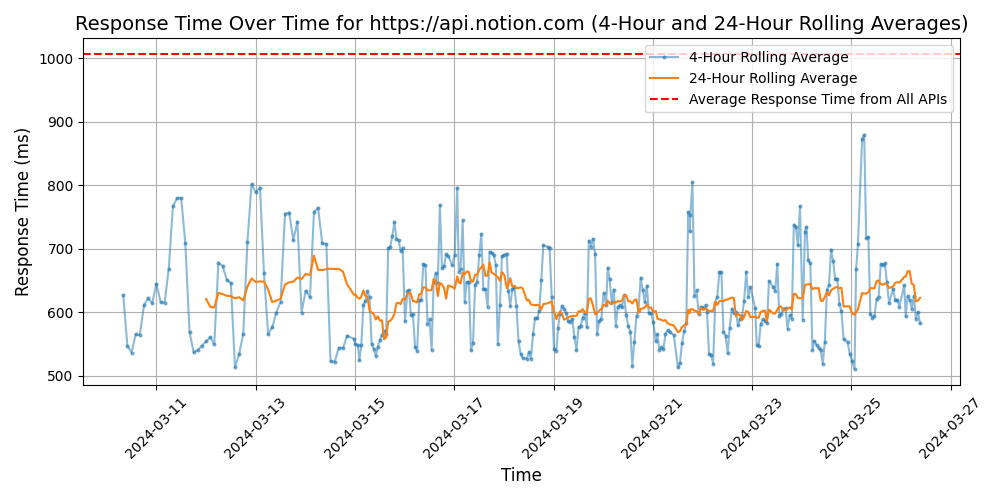 Response Time Over Time for https://api.notion.com (4-Hour and 24-Hour Rolling Averages)
4-Hour Rolling Average
24-Hour Rolling Average
Average Response Time from All APIs
Response Time (ms)
1000
900
800
700
600
500
2024-03-11
2024-03-13
2024-03-15
2024-03-17
2024-03-19
2024-03-21
2024-03-23
2024-03-25
2024-03-27
Time